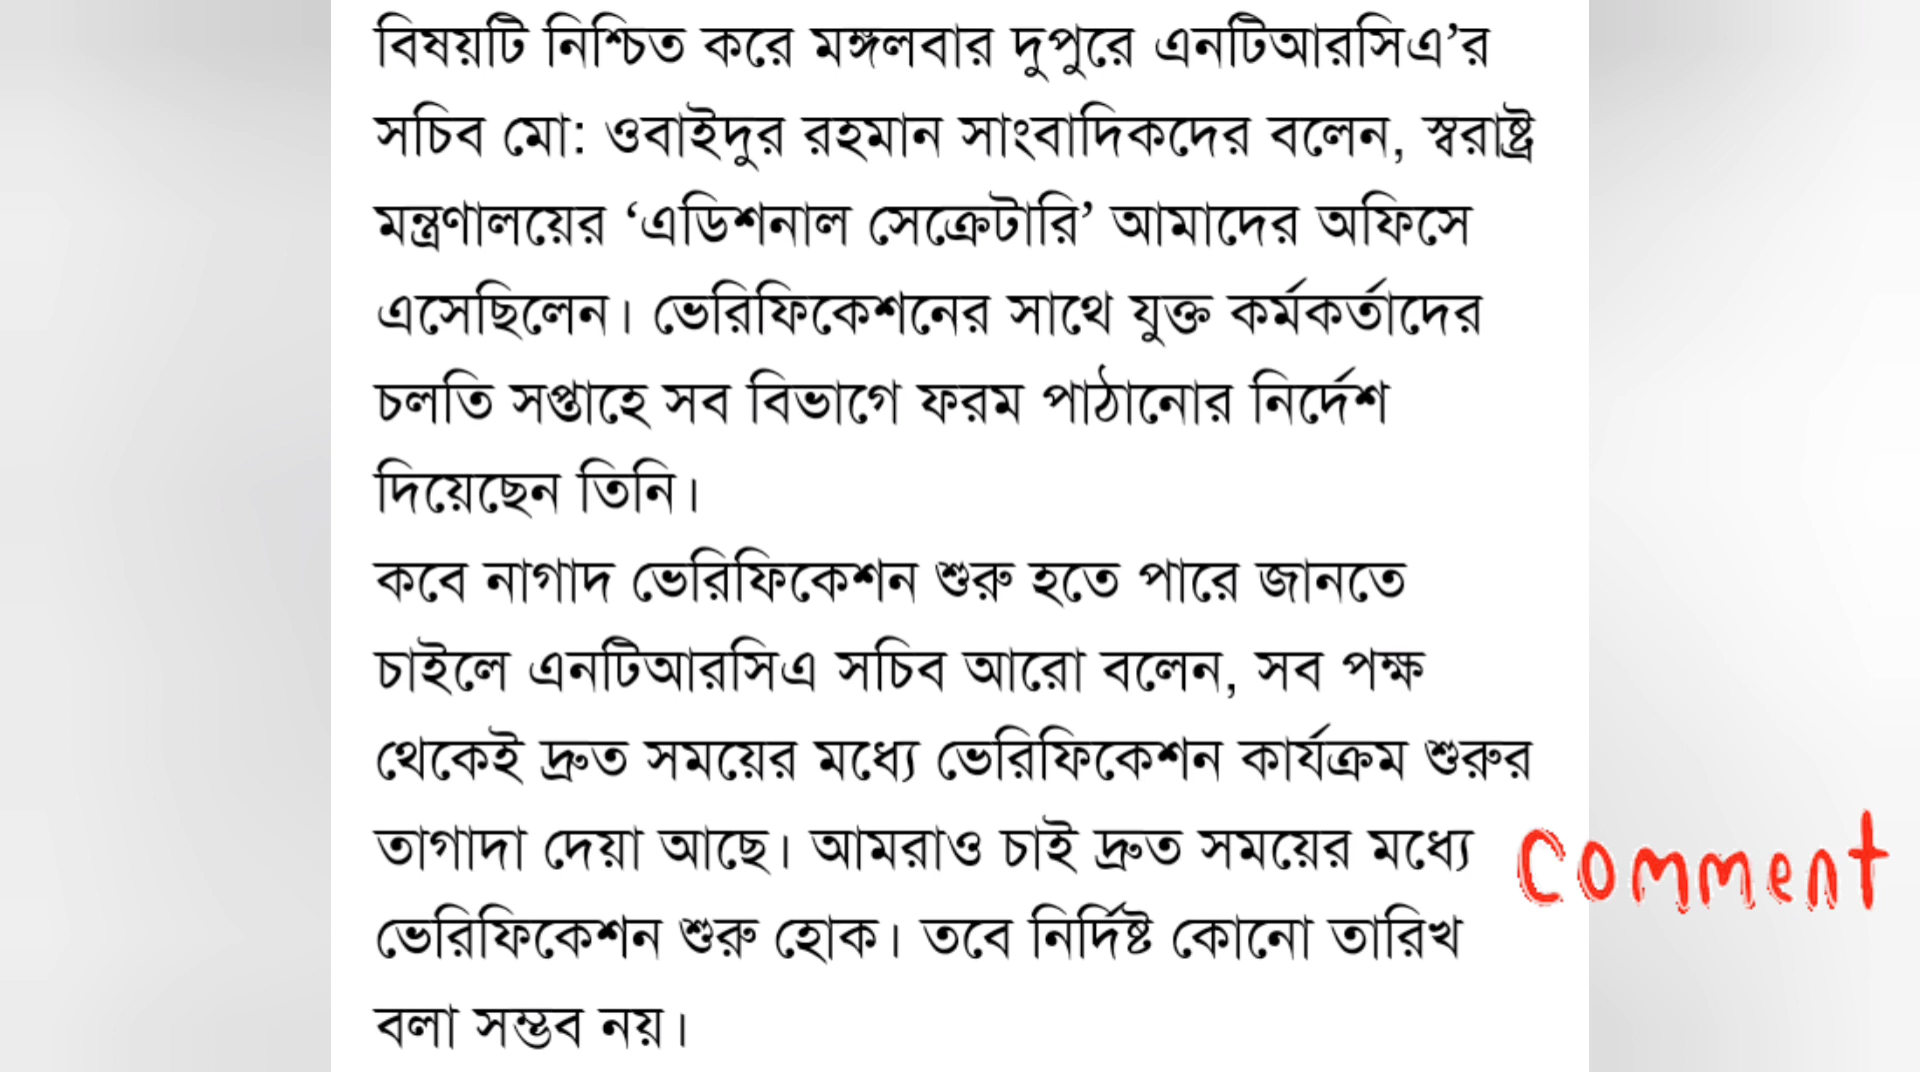 বিষয়টি নিশ্চিত করে মঙ্গলবার দুপুরে এনটিআরসিএ’র
সচিব মো: ওবাইদুর রহমান সাংবাদিকদের বলেন, স্বরাষ্ট্র
মন্ত্রণালয়ের ‘এডিশনাল সেক্রেটারি’ আমাদের অফিসে
এসেছিলেন। ভেরিফিকেশনের সাথে যুক্ত কর্মকর্তাদের
চলতি সপ্তাহে সব বিভাগে ফরম পাঠানোর নির্দেশ
দিয়েছেন তিনি।
কবে নাগাদ ভেরিফিকেশন শুরু হতে পারে জানতে
চাইলে এনটিআরসিএ সচিব আরো বলেন, সব পক্ষ
থেকেই দ্রুত সময়ের মধ্যে ভেরিফিকেশন কার্যক্রম শুরুর
তাগাদা দেয়া আছে। আমরাও চাই দ্রুত সময়ের মধ্যে
comment
ভেরিফিকেশন শুরু হোক। তবে নির্দিষ্ট কোনো তারিখ
বলা সম্ভব নয়।